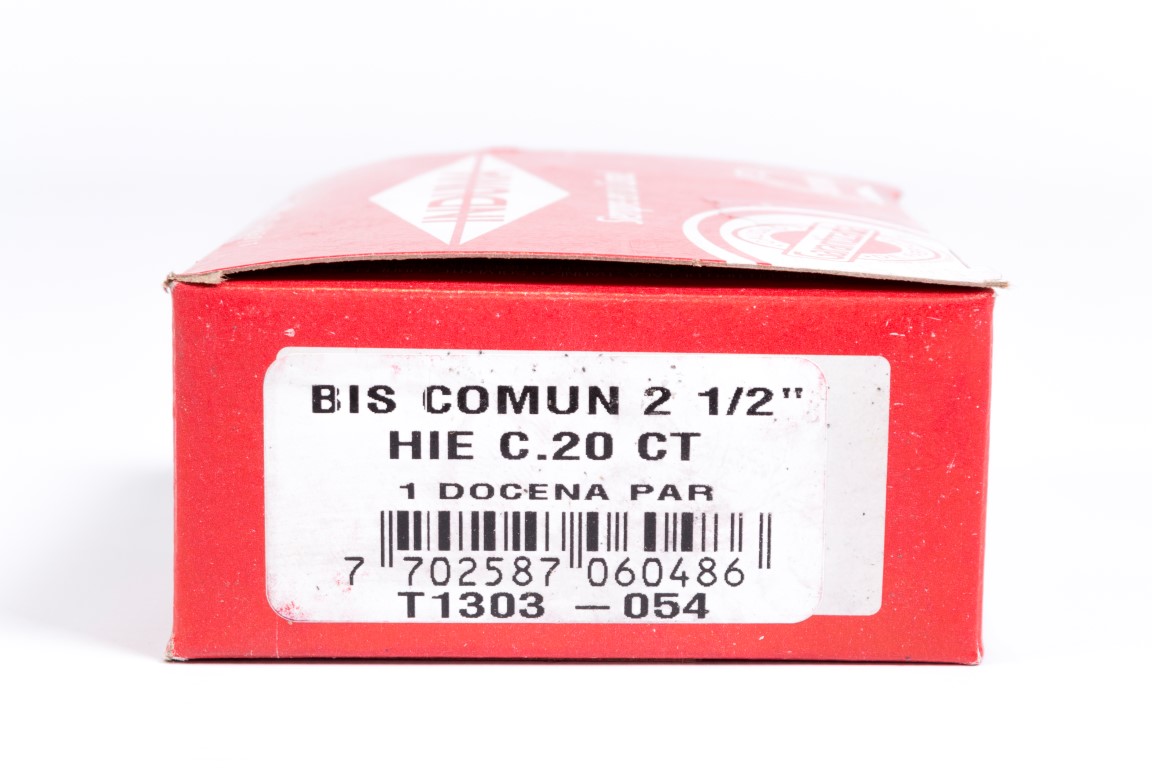 BIS COMUN 2 1/2"
HIE C.20 CT
1 DOCENA PAR
7 702587 060486
T1303 – 054